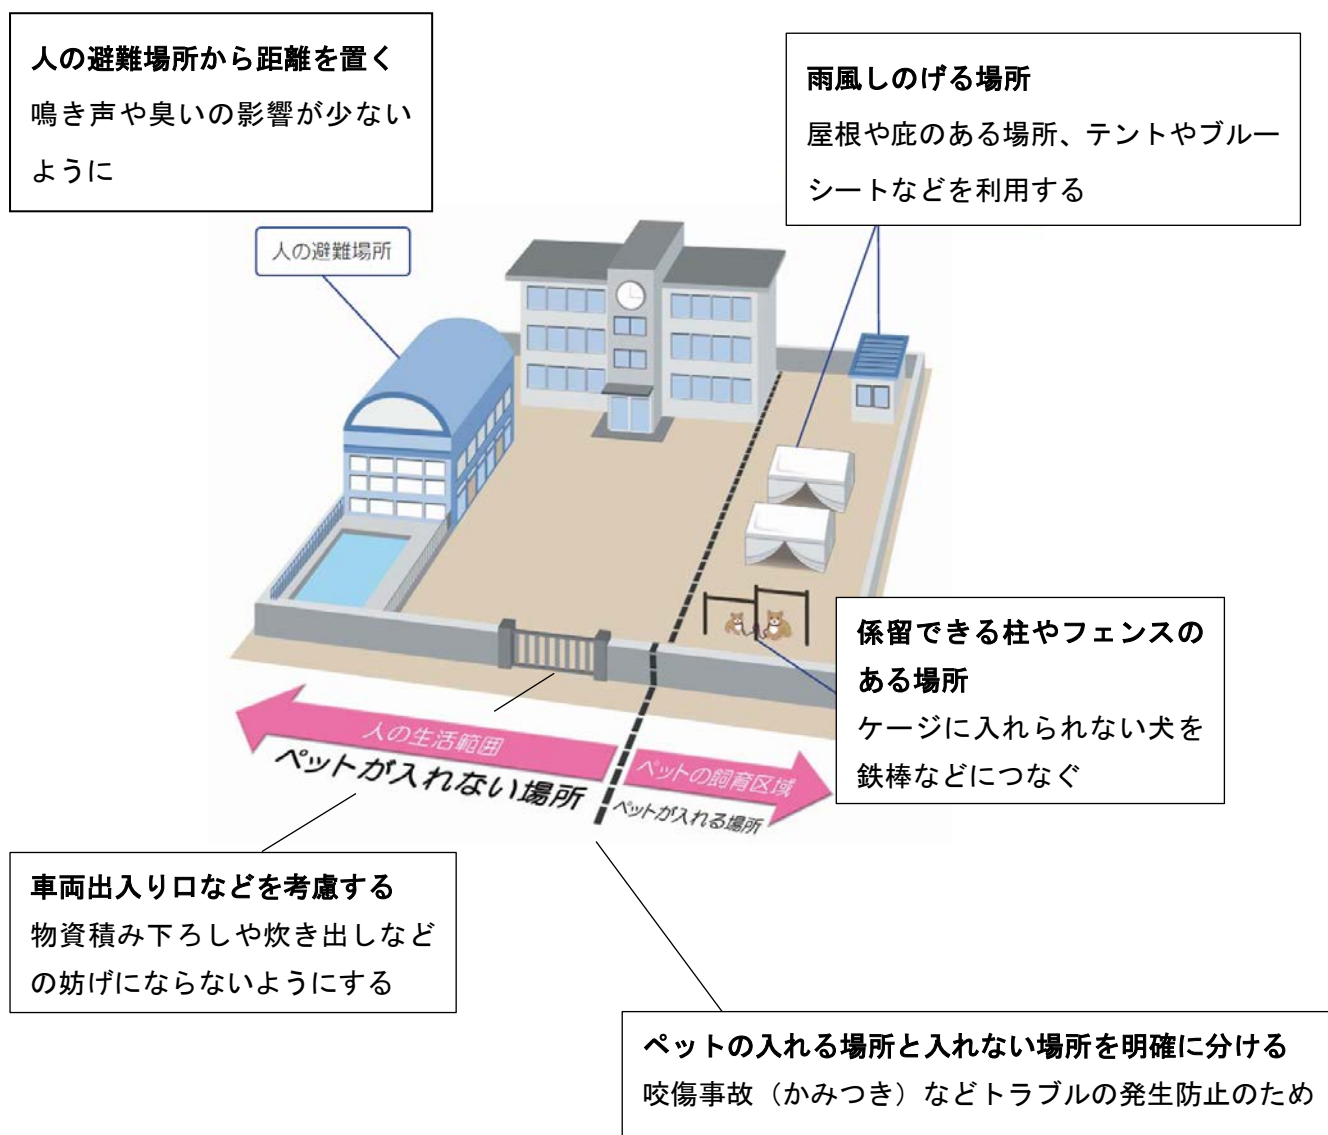 人の避難場所から距離を置く
鳴き声や臭いの影響が少ない
ように
雨風しのげる場所
屋根や庇のある場所、テントやブルー
シートなどを利用する
人の避難場所
係留できる柱やフェンスの
ある場所
ケージに入れられない犬を
鉄棒などにつなぐ
人の生活範囲
ペットが入れない場所
ペットの飼育区域
ペットが入れる場所
車両出入り口などを考慮する
物資積み下ろしや炊き出しなど
の妨げにならないようにする
ペットの入れる場所と入れない場所を明確に分ける
咬傷事故（かみつき）などトラブルの発生防止のため